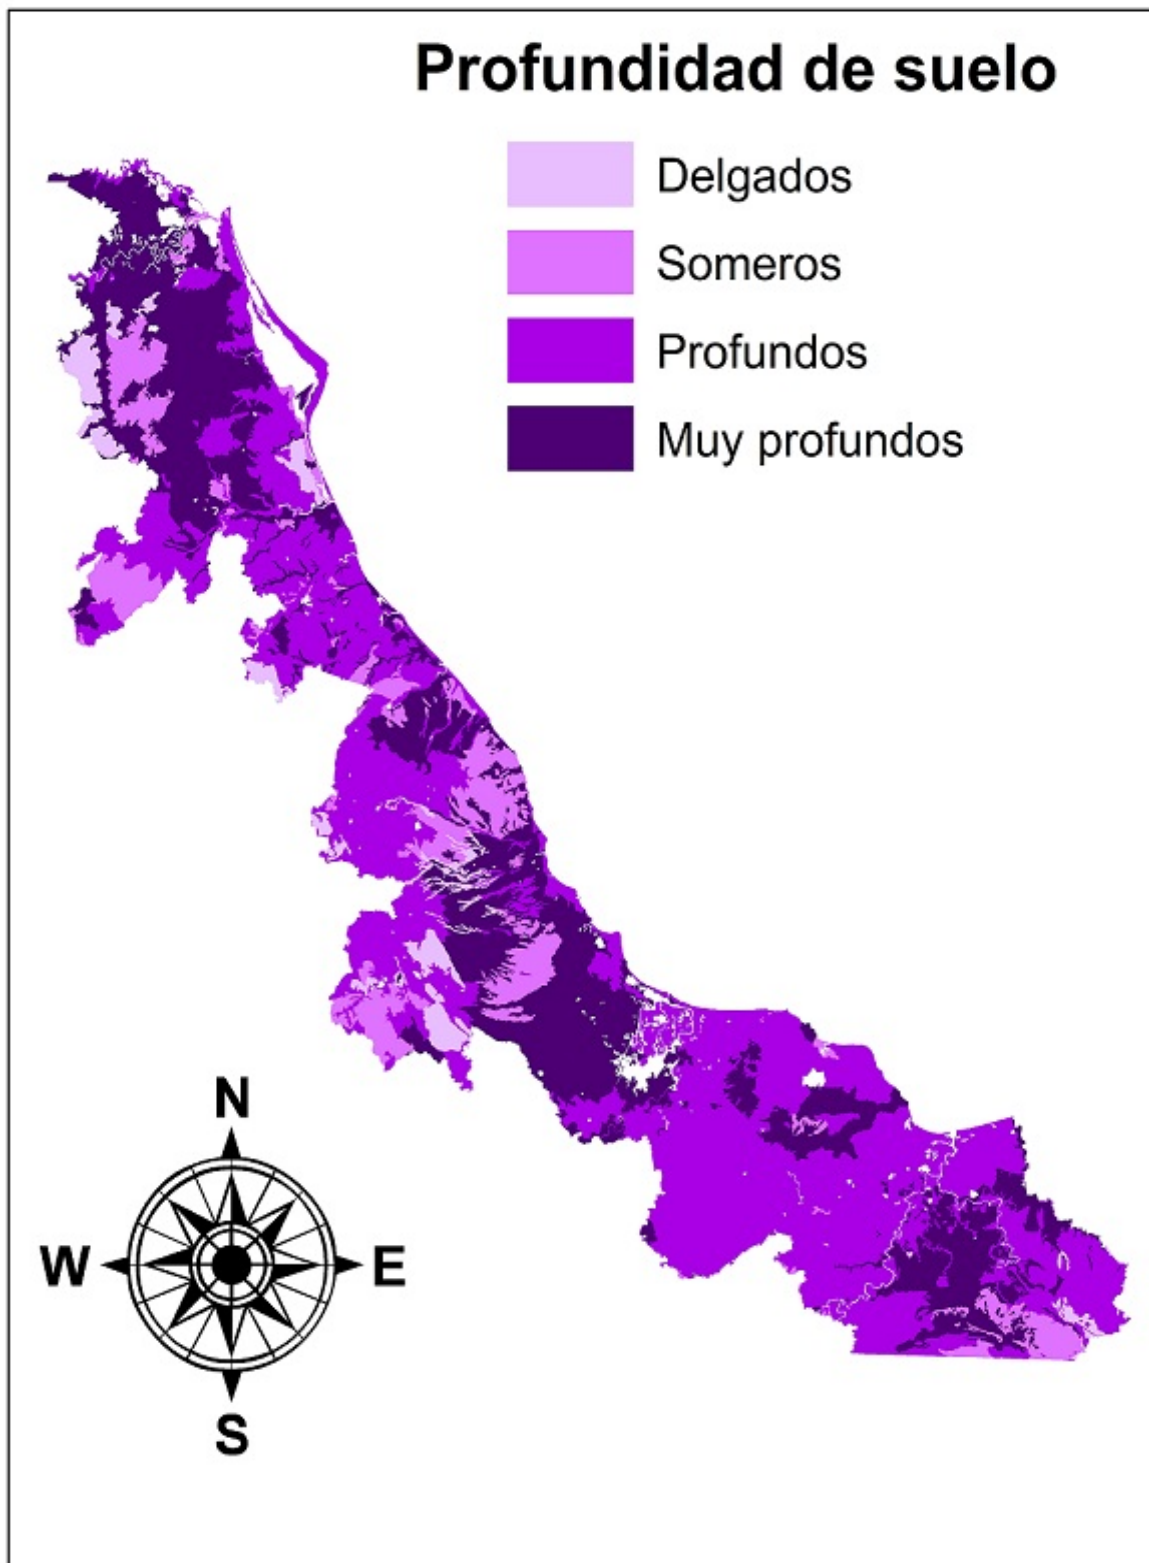 Profundidad de suelo
Delgados
Someros
Profundos
Muy profundos
N
W E
S